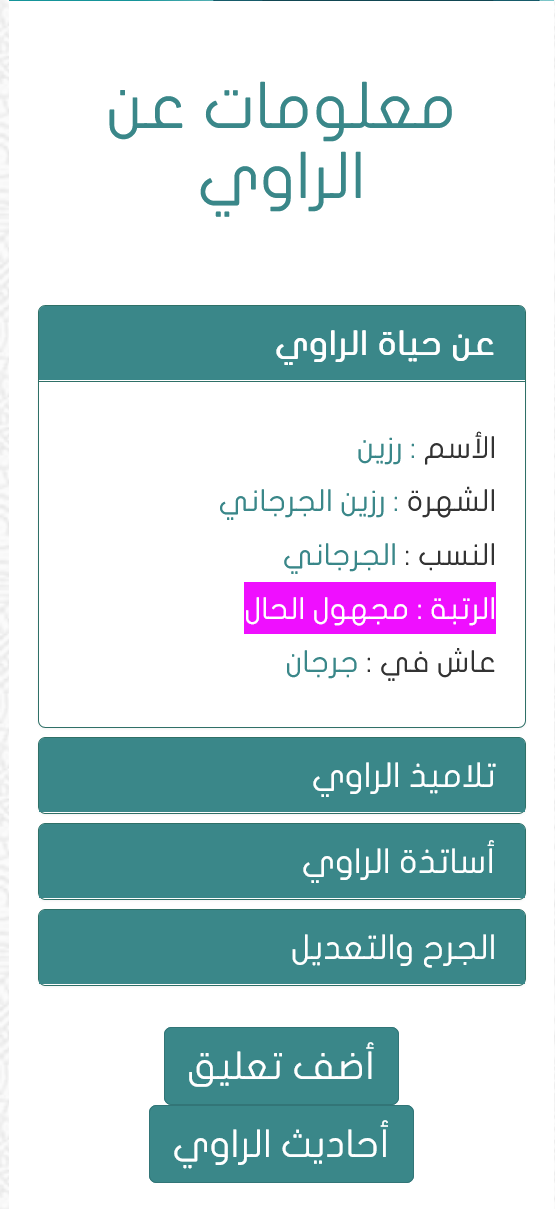 معلومات عن
الراوي
عن حياة الراوي
الأسم : رزين
الشهرة : رزين الجرجاني
النسب : الجرجاني
الرتبة : مجهول الحال
عاش في : جرجان
تلاميذ الراوي
أساتذة الراوي
الجرح والتعديل
أضف تعليق
أحاديث الراوي